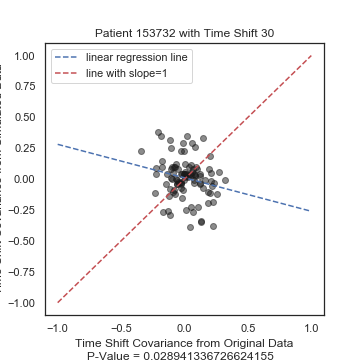 Patient 153732 with Time Shift 30
linear regression line
line with slope=1
1.00
0.75
0.50
0.25
0.00
−0.25
−0.50
−0.75
−1.00
−1.0 −0.5 0.0 0.5 1.0
Time Shift Covariance from Original Data
P-Value = 0.028941336726624155